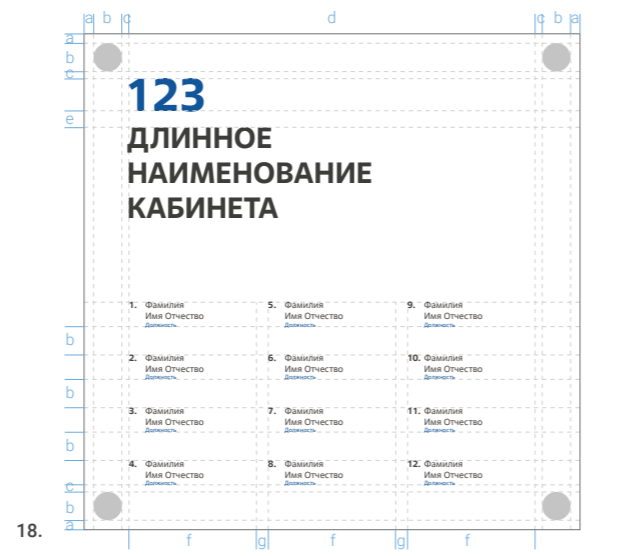 a b c d c b a
a
b
c
123
e
ДЛИННОЕ
НАИМЕНОВАНИЕ
КАБИНЕТА
1. Фамилия
Имя Отчество
Должность
5. Фамилия
Имя Отчество
Должность
9. Фамилия
Имя Отчество
Должность
b
2. Фамилия
Имя Отчество
Должность
6. Фамилия
Имя Отчество
Должность
10. Фамилия
Имя Отчество
Должность
b
3. Фамилия
Имя Отчество
Должность
7. Фамилия
Имя Отчество
Должность
11. Фамилия
Имя Отчество
Должность
b
4. Фамилия
Имя Отчество
Должность
8. Фамилия
Имя Отчество
Должность
12. Фамилия
Имя Отчество
Должность
c
b
a
18.
f g f g f